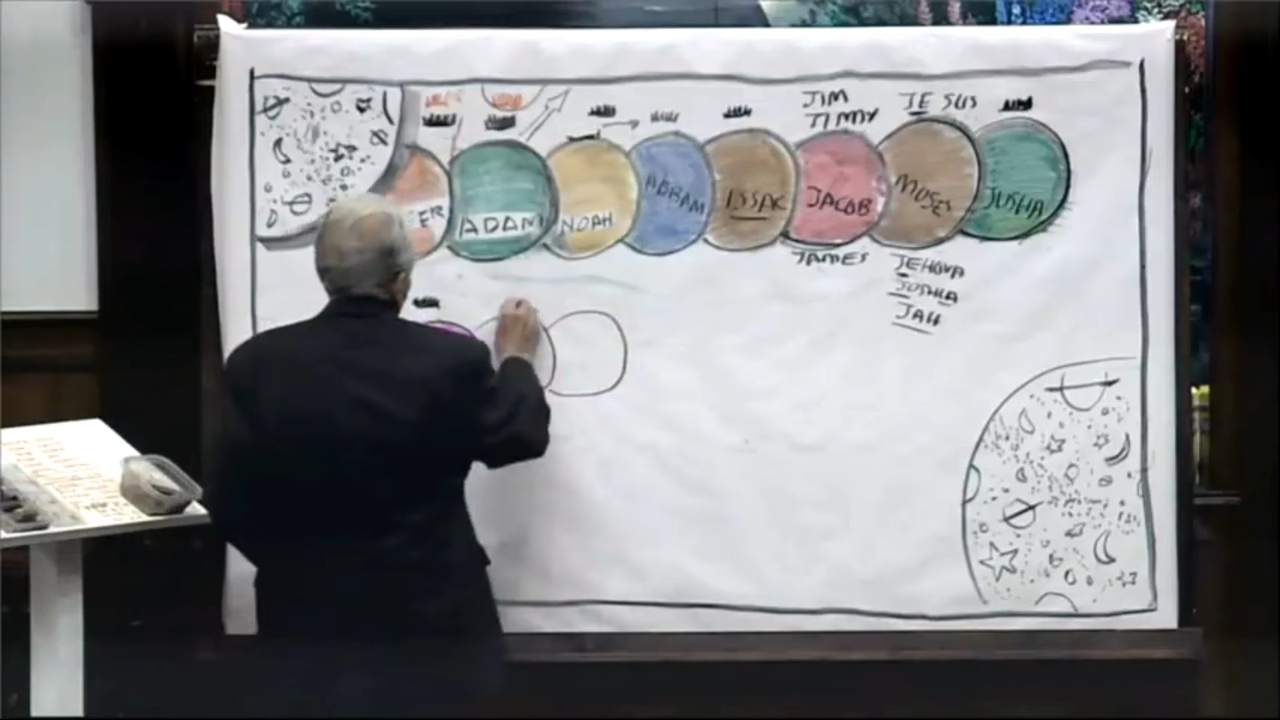 JIM
TIMMY
JESUS
ER
ADAM
NOAH
ABRAM
ISSAC
JACOB
MOSES
JUSHA
JAMES
JEHOVA
JOSHUA
JAH